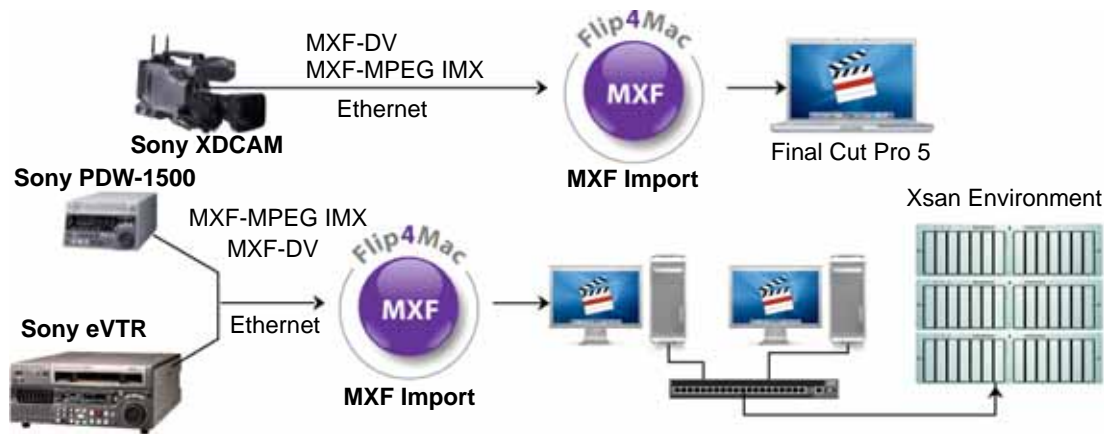 MXF-DV
MXF-MPEG IMX
Ethernet
Sony XDCAM
Flip4Mac
MXF
MXF Import
Final Cut Pro 5
Sony PDW-1500
MXF-MPEG IMX
MXF-DV
Ethernet
Sony eVTR
Flip4Mac
MXF
MXF Import
Xsan Environment